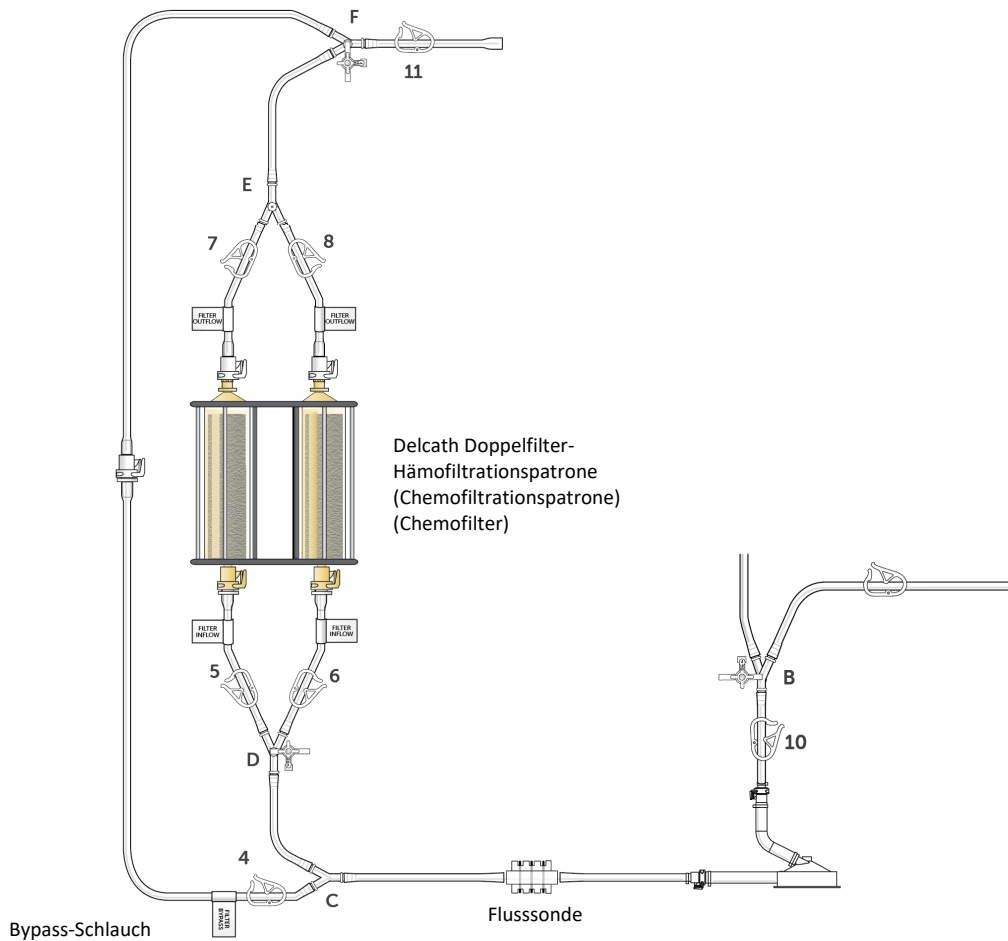 F
11
E
7
8
FILTER
OUTFLOW
FILTER
OUTFLOW
Delcath Doppelfilter-
Hämofiltrationspatrone
(Chemofiltrationspatrone)
(Chemofilter)
FILTER
INFLOW
FILTER
INFLOW
5
6
B
10
D
4
C
FILTER
BYPASS
Flusssonde
Bypass-Schlauch